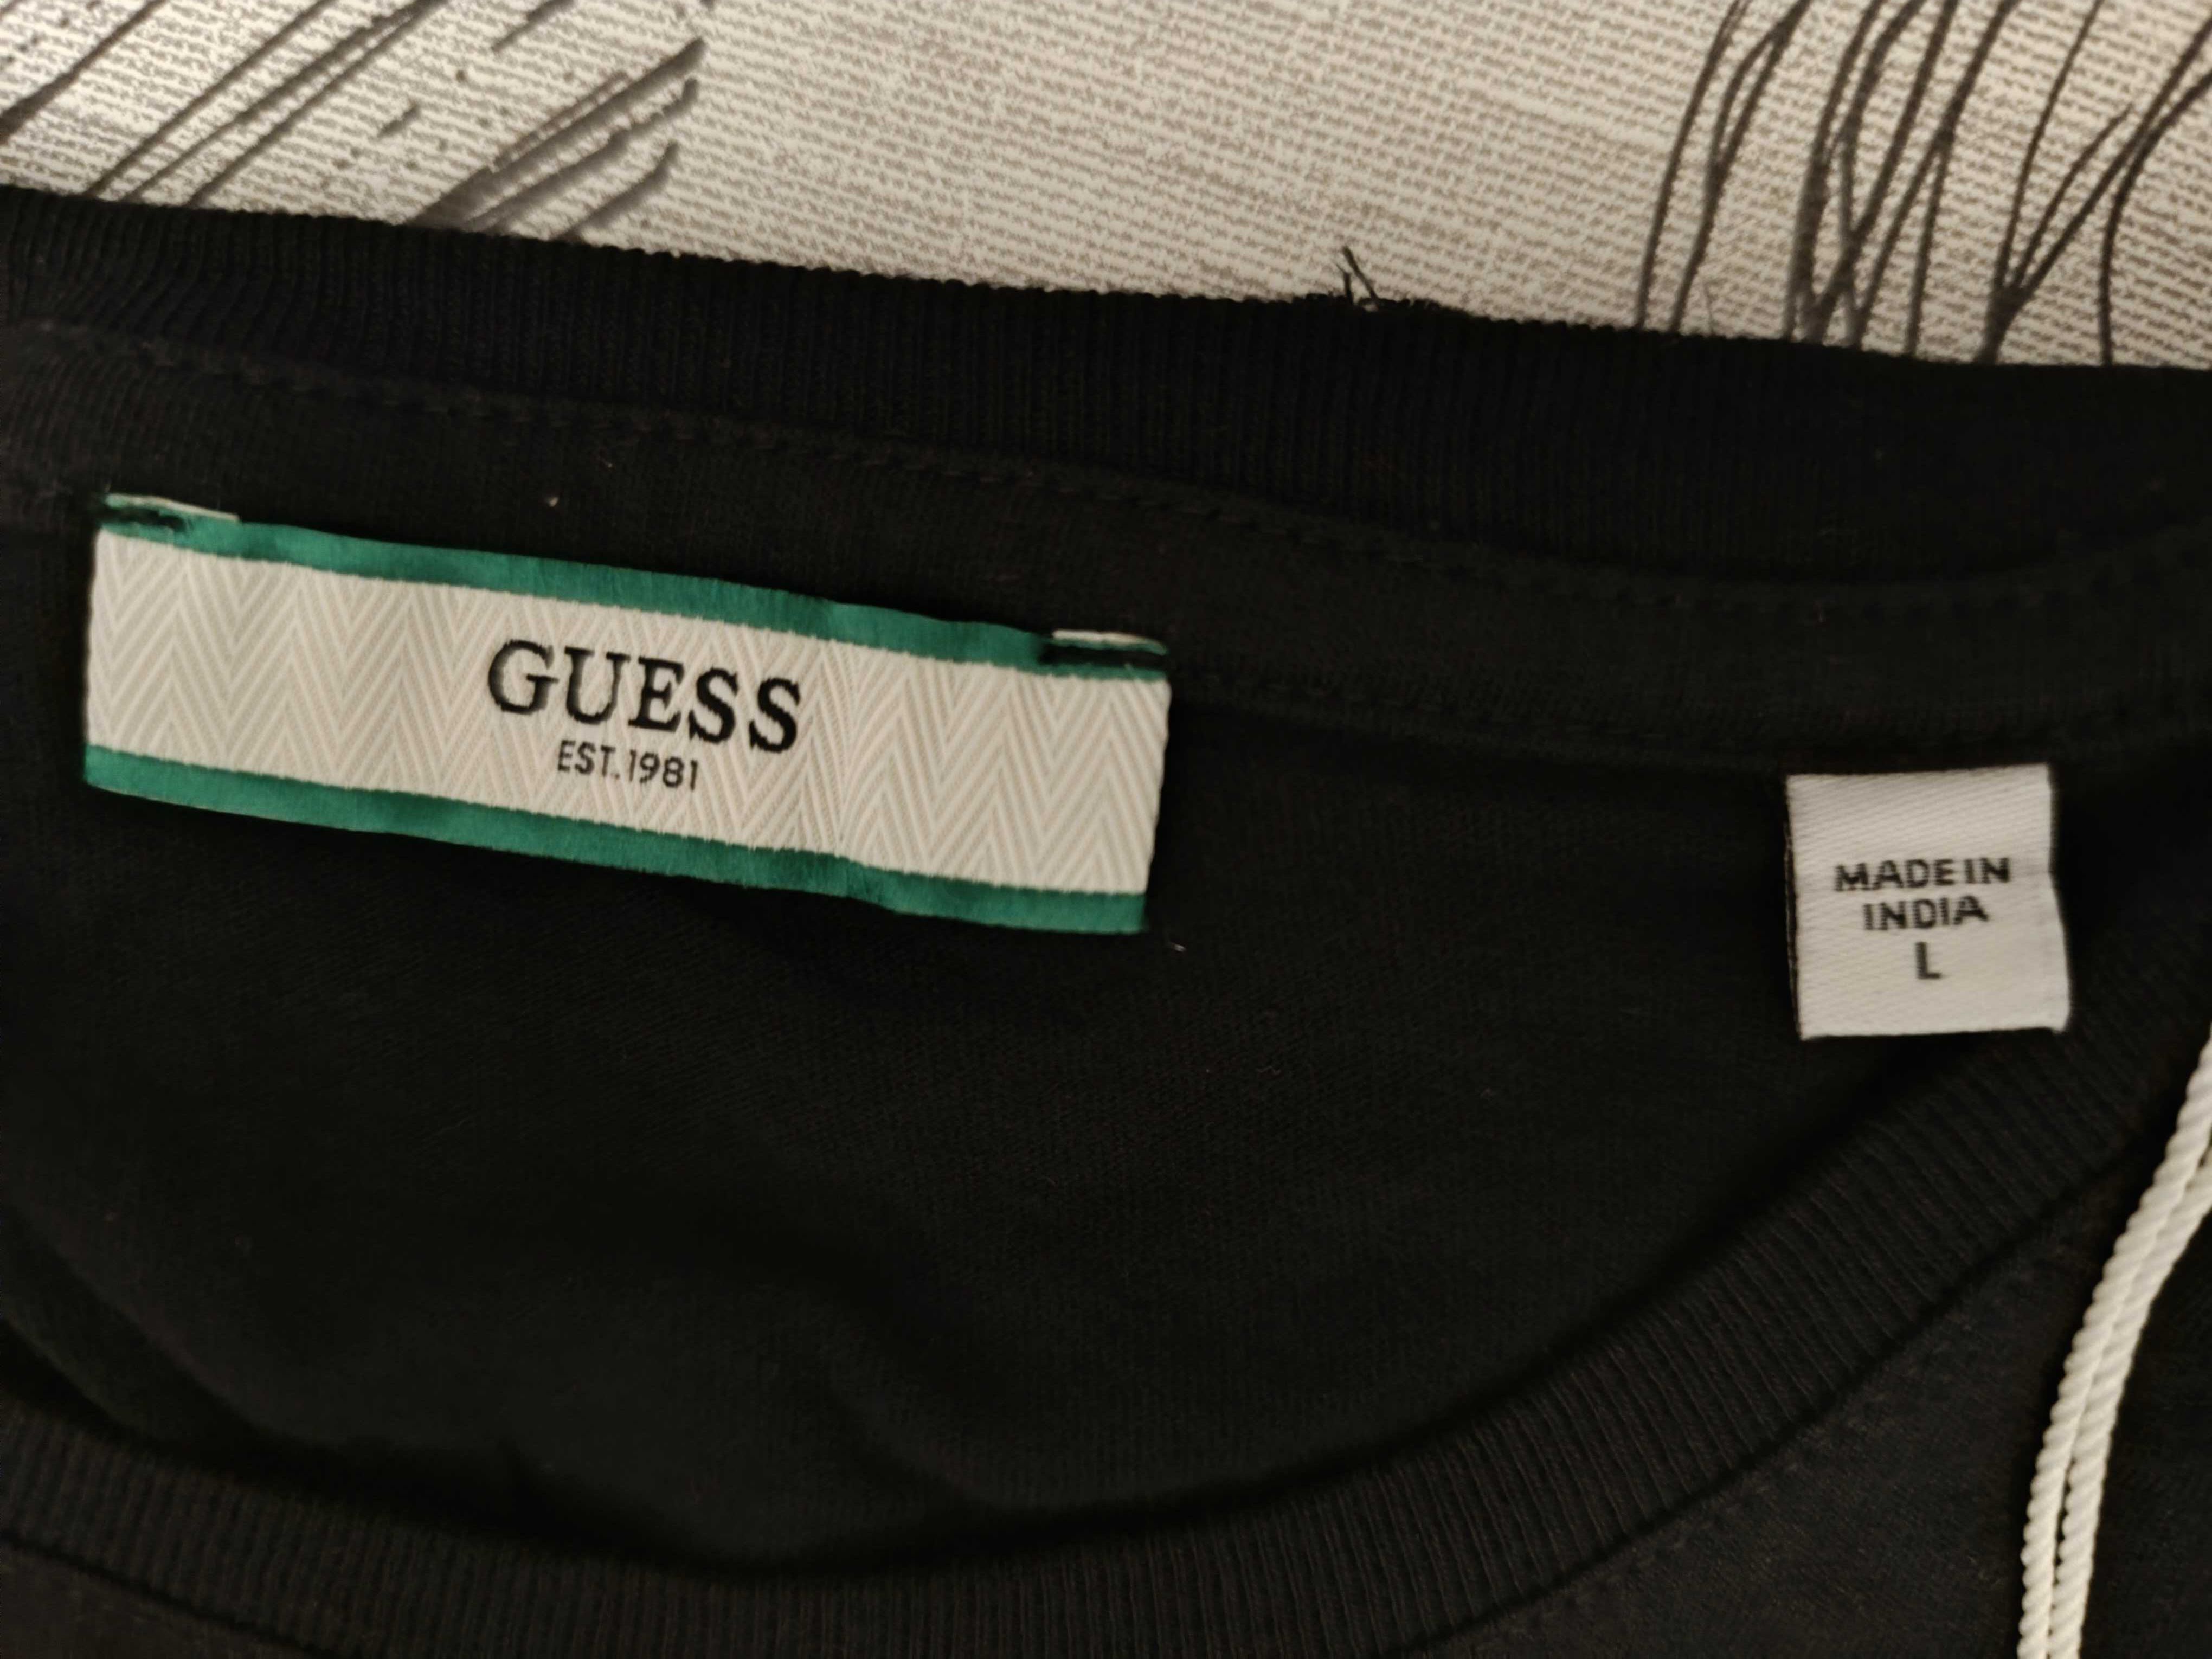 GUESS
EST. 1981
MADE IN
INDIA
L